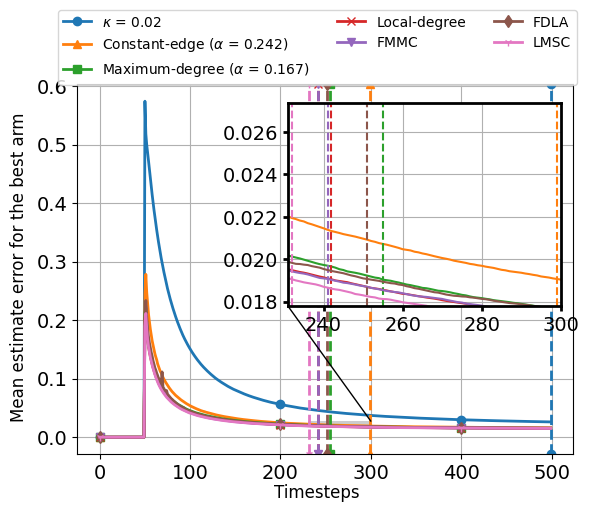 κ = 0.02
Constant-edge (α = 0.242)
Maximum-degree (α = 0.167)
Local-degree
FMMC
FDLA
LMSC
Mean estimate error for the best arm
0.6
0.5
0.4
0.3
0.2
0.1
0.0
0.026
0.024
0.022
0.020
0.018
240 260 280 300
0 100 200 300 400 500
Timesteps